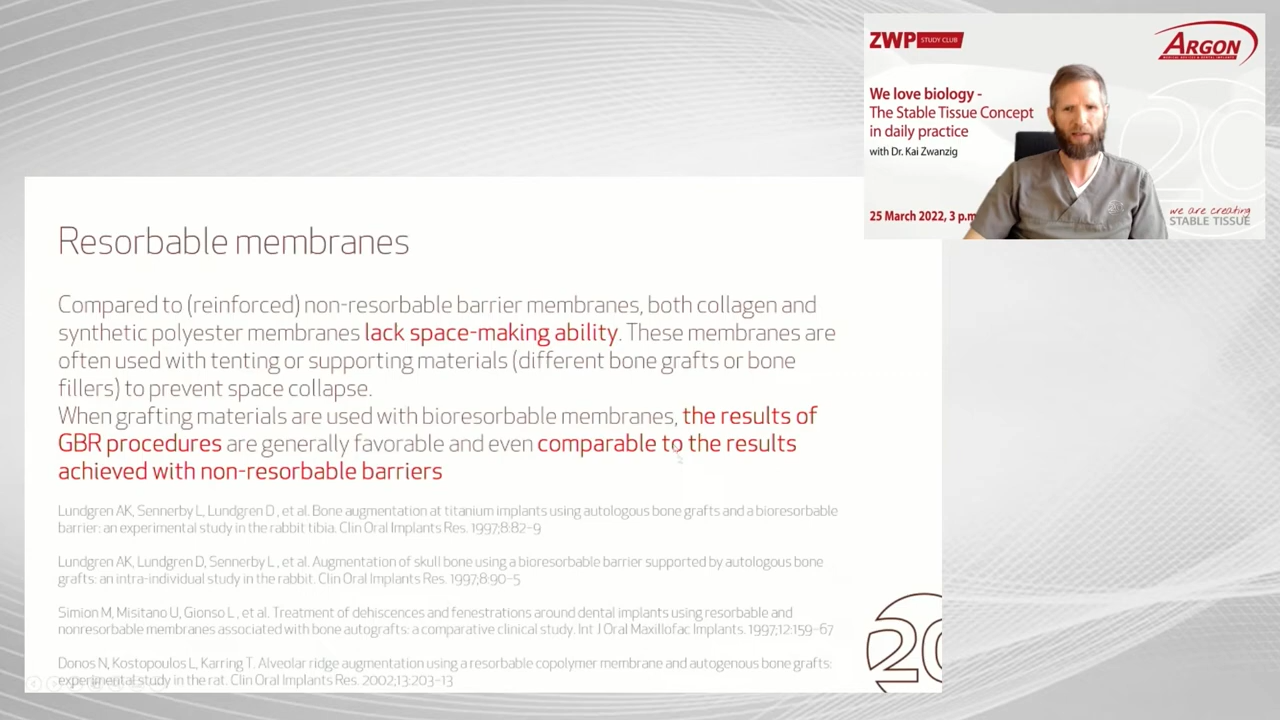 ZWP STUDY CLUB
ARGON
MEDICAL DEVICES & DENTAL IMPLANTS
We love biology -
The Stable Tissue Concept
in daily practice
with Dr. Kai Zwanzig
25 March 2022, 3 p.m
20
we are creating
STABLE TISSUE
Resorbable membranes
Compared to (reinforced) non-resorbable barrier membranes, both collagen and
synthetic polyester membranes lack space-making ability. These membranes are
often used with tenting or supporting materials (different bone grafts or bone
fillers) to prevent space collapse.
When grafting materials are used with bioresorbable membranes, the results of
GBR procedures are generally favorable and even comparable to the results
achieved with non-resorbable barriers
Lundgren AK, Sennerby L, Lundgren D , et al. Bone augmentation at titanium implants using autologous bone grafts and a bioresorbable
barrier: an experimental study in the rabbit tibia. Clin Oral Implants Res. 1997;8:82-9
Lundgren AK, Lundgren D, Sennerby L , et al. Augmentation of skull bone using a bioresorbable barrier supported by autologous bone
grafts: an intra-individual study in the rabbit. Clin Oral Implants Res. 1997;8:90-5
Simion M, Misitano U, Gionso L , et al. Treatment of dehiscences and fenestrations around dental implants using resorbable and
nonresorbable membranes associated with bone autografts: a comparative clinical study. Int J Oral Maxillofac Implants. 1997;12:159-67
Donos N, Kostopoulos L, Karring T. Alveolar ridge augmentation using a resorbable copolymer membrane and autogenous bone grafts:
experimental study in the rat. Clin Oral Implants Res. 2002;13:203-13
20